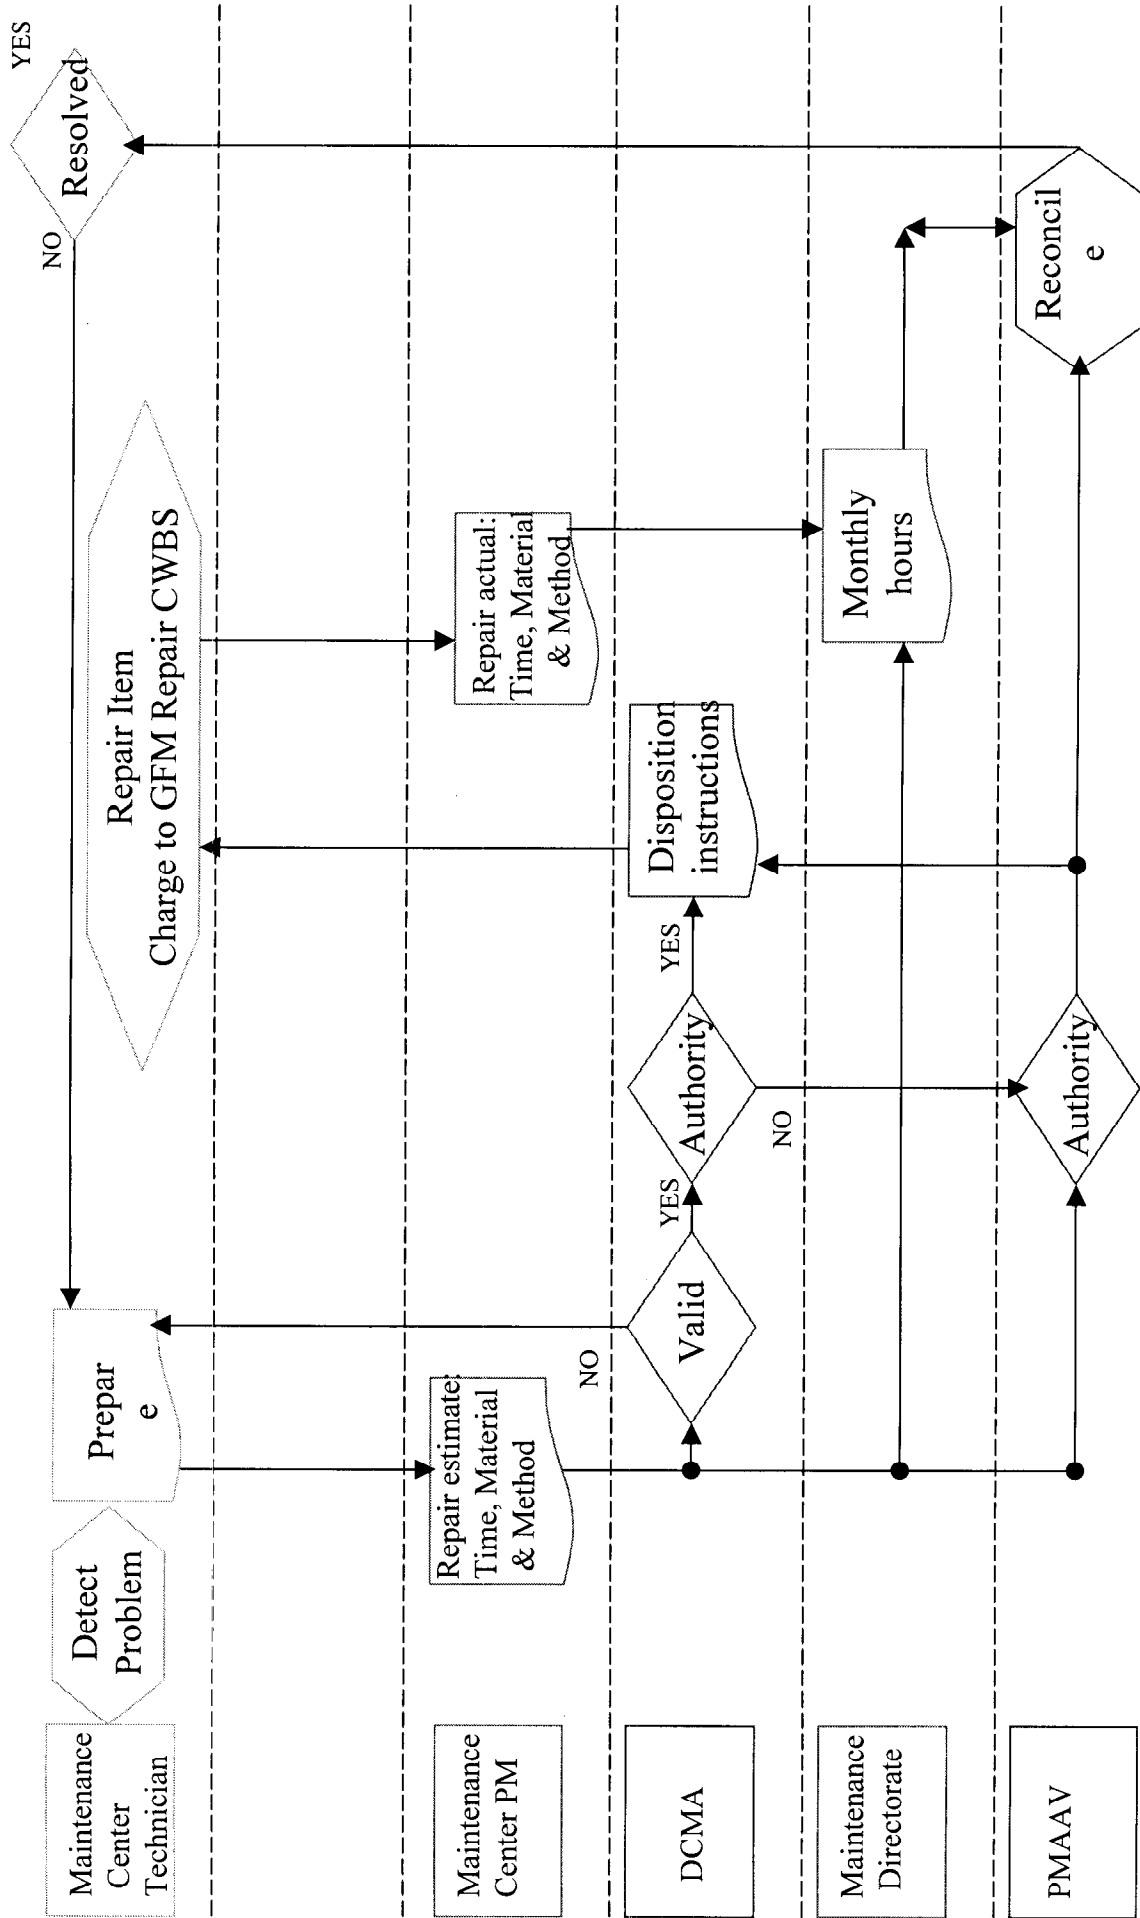 Maintenance
Center
Technician
Detect
Problem
Prepar
e
Repair Item
Charge to GFM Repair CWBS
NO
Resolved
YES
Maintenance
Center PM
Repair estimate:
Time, Material
& Method
Repair actual:
Time, Material
& Method
DCMA
NO
Valid
YES
Authority
YES
Disposition
instructions
NO
Maintenance
Directorate
Monthly
hours
PMAAV
Authority
Reconcil
e